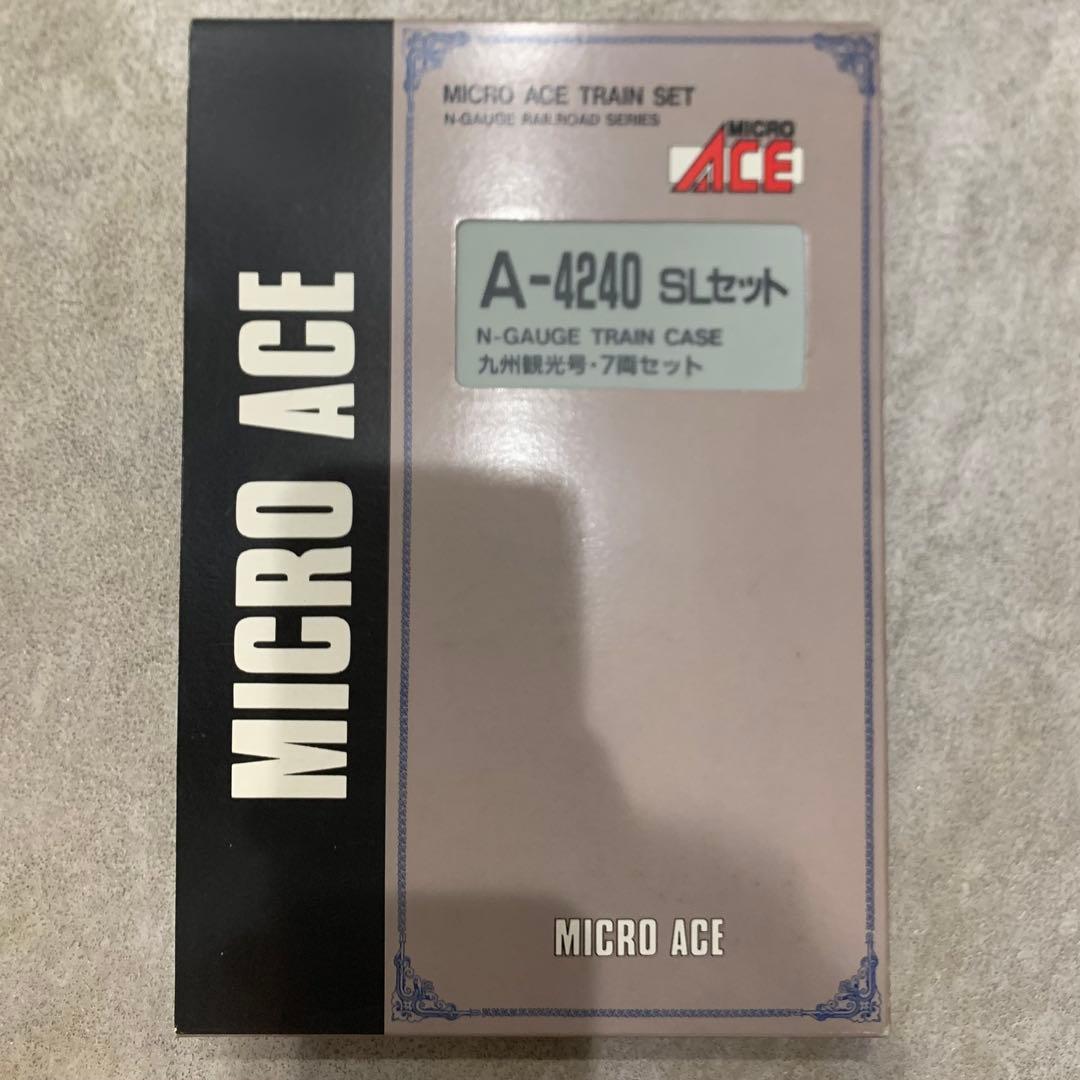 MICRO ACE
MICRO ACE TRAIN SET
N-GAUGE RAILROAD SERIES
MICRO
ACE
A-4240 SLセット
N-GAUGE TRAIN CASE
九州観光号・7両セット
MICRO ACE